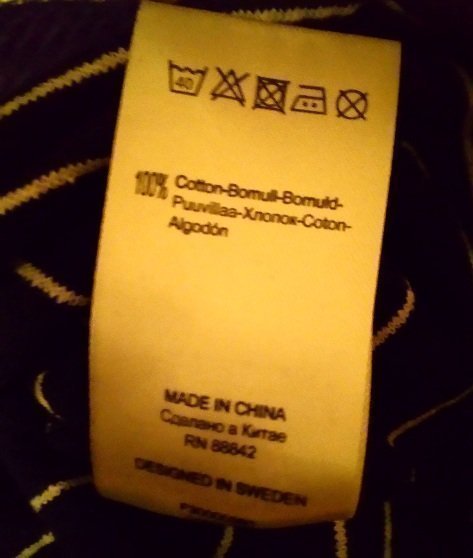 40
100% Cotton-Bomull-Bomuld-
Puuvillaa-Хлопок-Coton-
Algodón
MADE IN CHINA
Сделано в Китае
RN 88842
DESIGNED IN SWEDEN